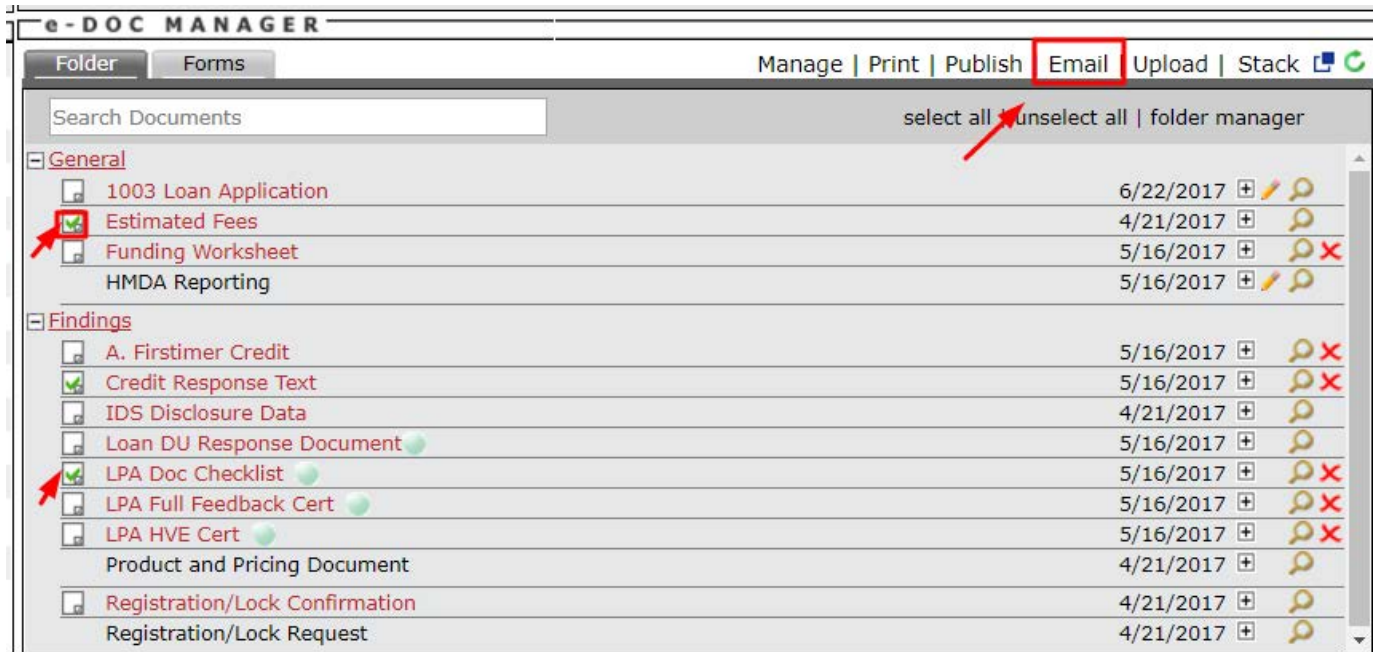 e-DOC MANAGER
Folder Forms Manage | Print | Publish | Email | Upload | Stack
Search Documents select all | unselect all | folder manager
General
1003 Loan Application 6/22/2017
Estimated Fees 4/21/2017
Funding Worksheet 5/16/2017
HMDA Reporting 5/16/2017
Findings
A. Firstimer Credit 5/16/2017
Credit Response Text 5/16/2017
IDS Disclosure Data 4/21/2017
Loan DU Response Document 5/16/2017
LPA Doc Checklist 5/16/2017
LPA Full Feedback Cert 5/16/2017
LPA HVE Cert 5/16/2017
Product and Pricing Document 4/21/2017
Registration/Lock Confirmation 4/21/2017
Registration/Lock Request 4/21/2017